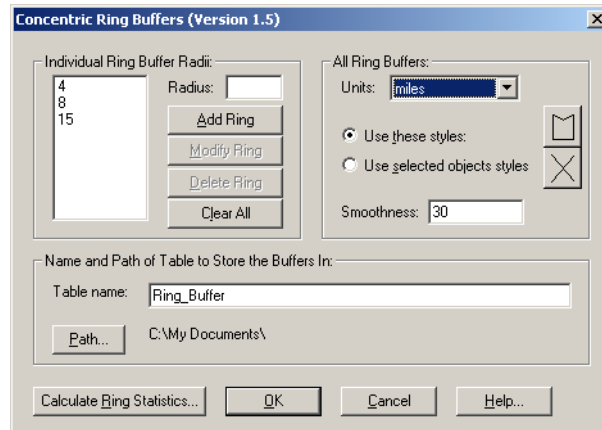 Concentric Ring Buffers (Version 1.5)
Individual Ring Buffer Radii:
4
8
15
Radius:
Add Ring
Modify Ring
Delete Ring
Clear All
All Ring Buffers:
Units: miles
Use these styles:
Use selected objects styles
Smoothness: 30
Name and Path of Table to Store the Buffers In:
Table name: Ring_Buffer
Path... C:\My Documents\
Calculate Ring Statistics... OK Cancel Help...